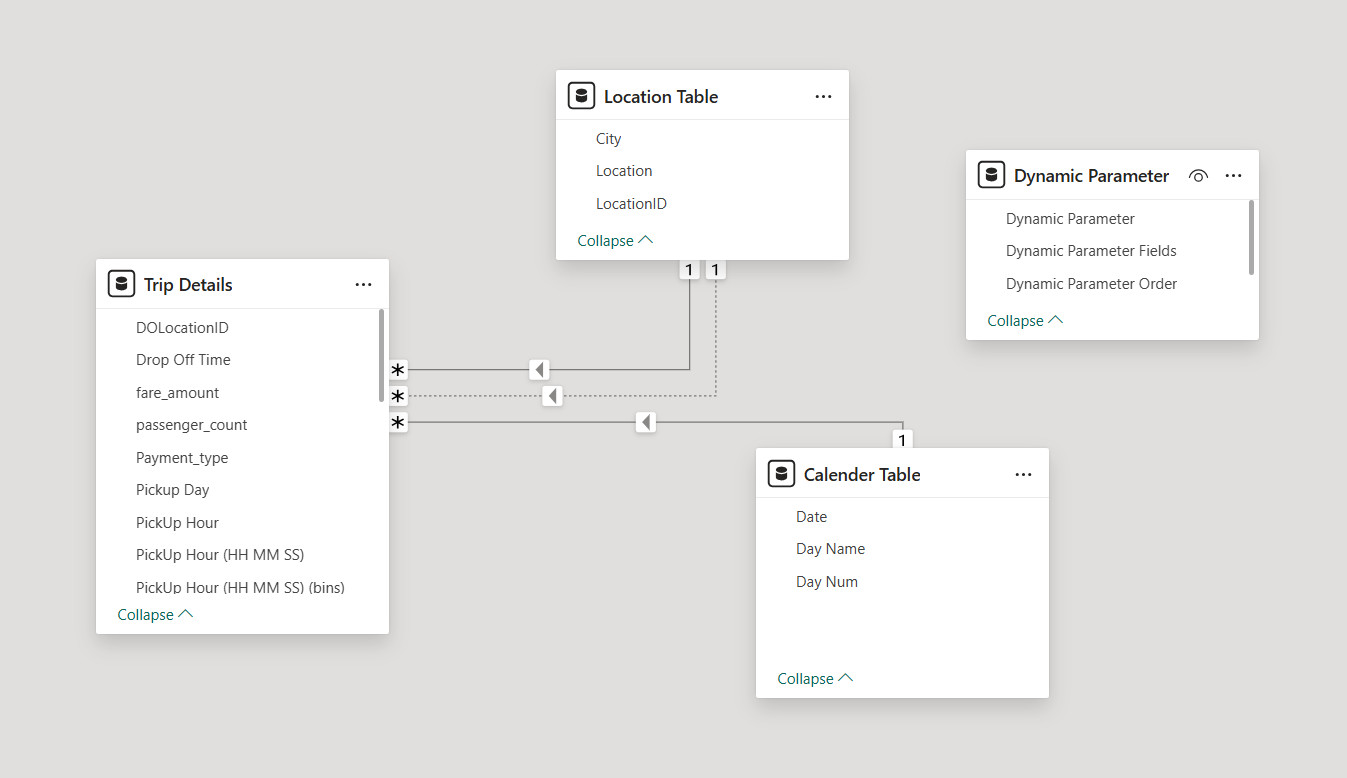 Location Table
City
Location
LocationID
Collapse
1 1
Dynamic Parameter
Dynamic Parameter
Dynamic Parameter Fields
Dynamic Parameter Order
Collapse
Trip Details
DOLocationID
Drop Off Time
fare_amount
passenger_count
Payment_type
Pickup Day
PickUp Hour
PickUp Hour (HH MM SS)
PickUp Hour (HH MM SS) (bins)
Collapse
*
*
*
1
Calender Table
Date
Day Name
Day Num
Collapse